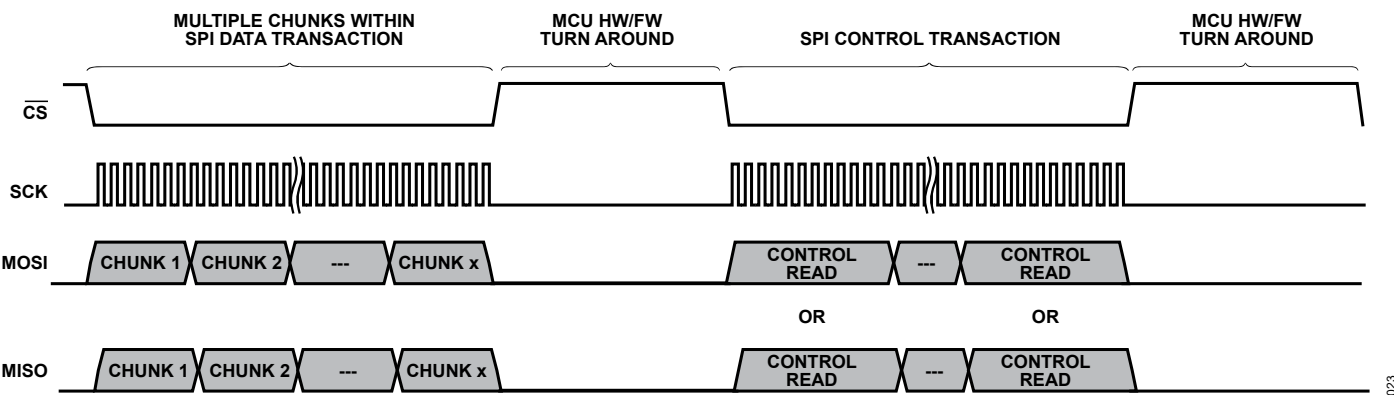 MULTIPLE CHUNKS WITHIN
SPI DATA TRANSACTION
MCU HW/FW
TURN AROUND
SPI CONTROL TRANSACTION
MCU HW/FW
TURN AROUND
CS
SCK
MOSI
CHUNK 1
CHUNK 2
---
CHUNK x
CONTROL
READ
---
CONTROL
READ
OR
OR
MISO
CHUNK 1
CHUNK 2
---
CHUNK x
CONTROL
READ
---
CONTROL
READ
023